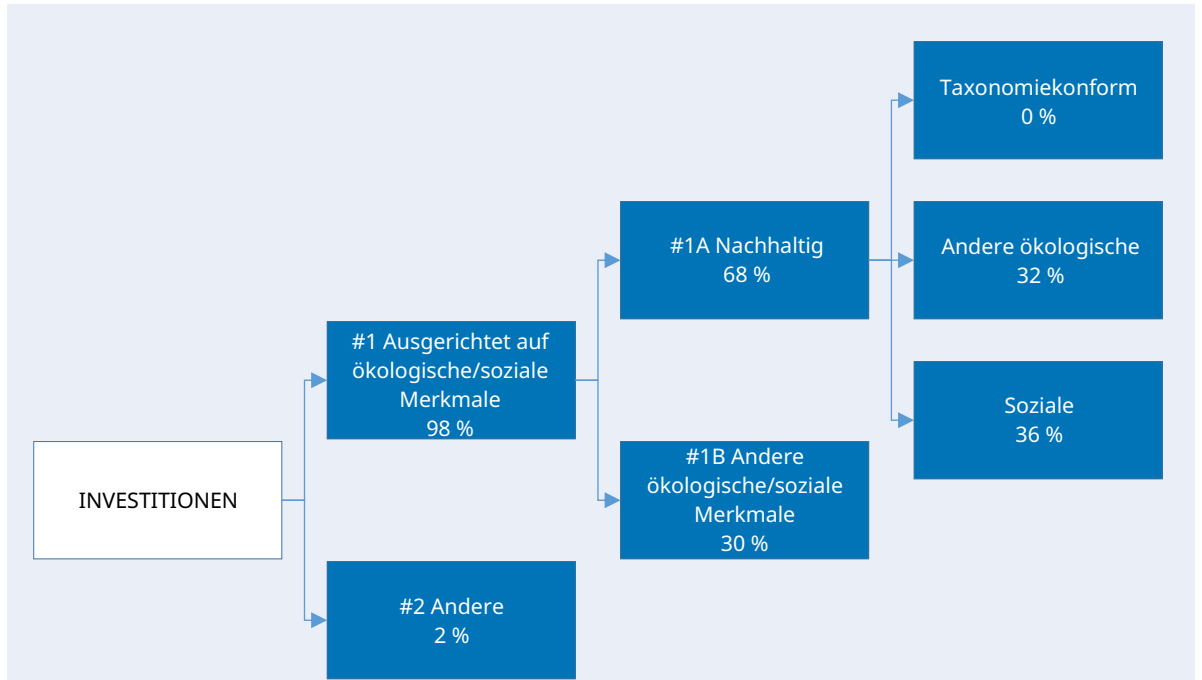 INVESTITIONEN
#1 Ausgerichtet auf
ökologische/soziale
Merkmale
98 %
#2 Andere
2 %
#1A Nachhaltig
68 %
#1B Andere
ökologische/soziale
Merkmale
30 %
Taxonomiekonform
0 %
Andere ökologische
32 %
Soziale
36 %